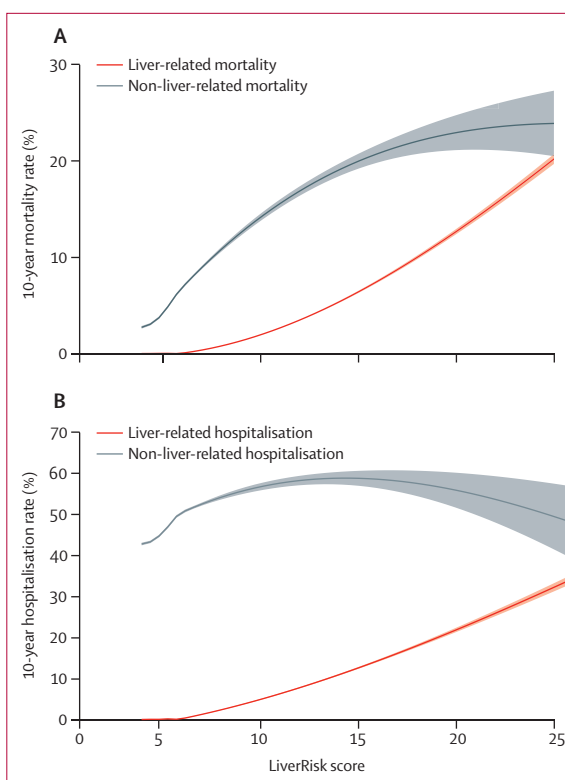 A
30
Liver-related mortality
Non-liver-related mortality
20
10
0
10-year mortality rate (%)
B
70
Liver-related hospitalisation
Non-liver-related hospitalisation
60
50
40
30
20
10
0
10-year hospitalisation rate (%)
0 5 10 15 20 25
LiverRisk score